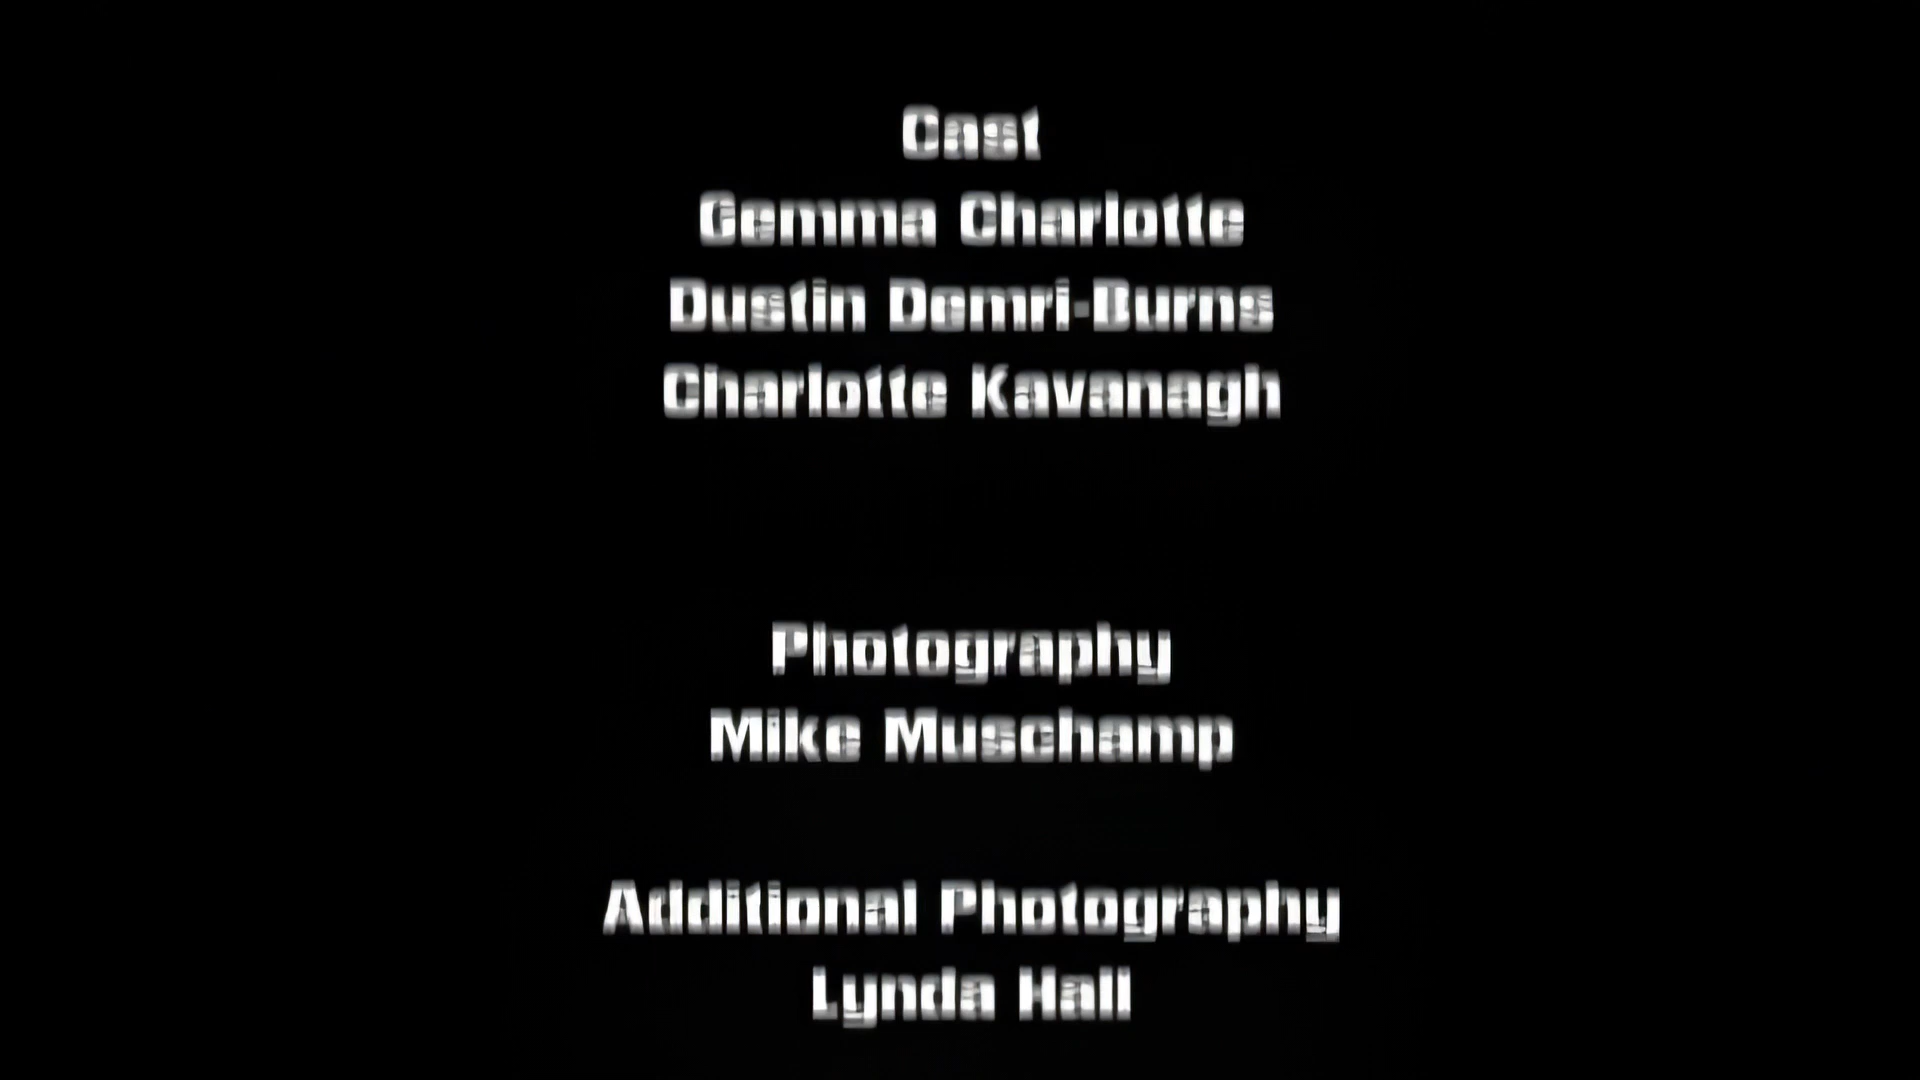 Cast
Gemma Charlotte
Dustin Demri-Burns
Charlotte Kavanagh
Photography
Mike Muschamp
Additional Photography
Lynda Hall